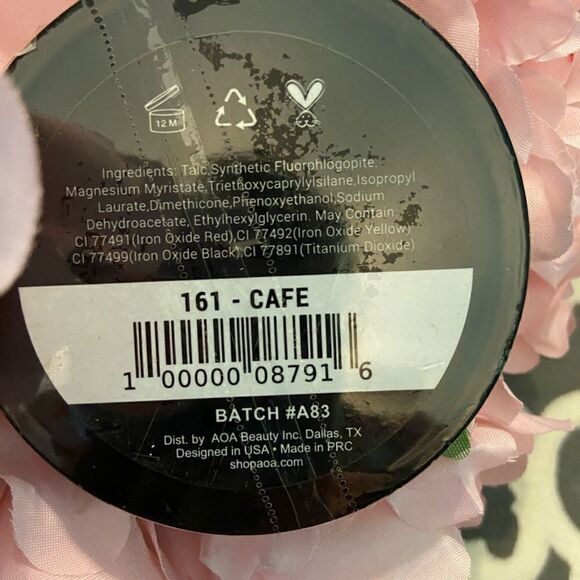 12 M
Ingredients: Talc,Synthetic Fluorphlogopite,
Magnesium Myristate,Triethoxycaprylylsilane,Isopropyl
Laurate,Dimethicone,Phenoxyethanol,Sodium
Dehydroacetate, Ethylhexylglycerin. May Contain,
CI 77491(Iron Oxide Red),CI 77492(Iron Oxide Yellow)
CI 77499(Iron Oxide Black),CI 77891(Titanium Dioxide)
161 - CAFE
1 00000 08791 6
BATCH #A83
Dist. by AOA Beauty Inc. Dallas, TX
Designed in USA • Made in PRC
shopaoa.com